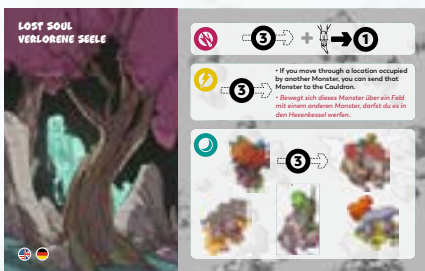 LOST SOUL
VERLORENE SEELE
3 + 1
3
• If you move through a location occupied
by another Monster, you can send that
Monster to the Cauldron.
• Bewegt sich dieses Monster über ein Feld
mit einem anderen Monster, darfst du es in
den Hexenkessel werfen.
3